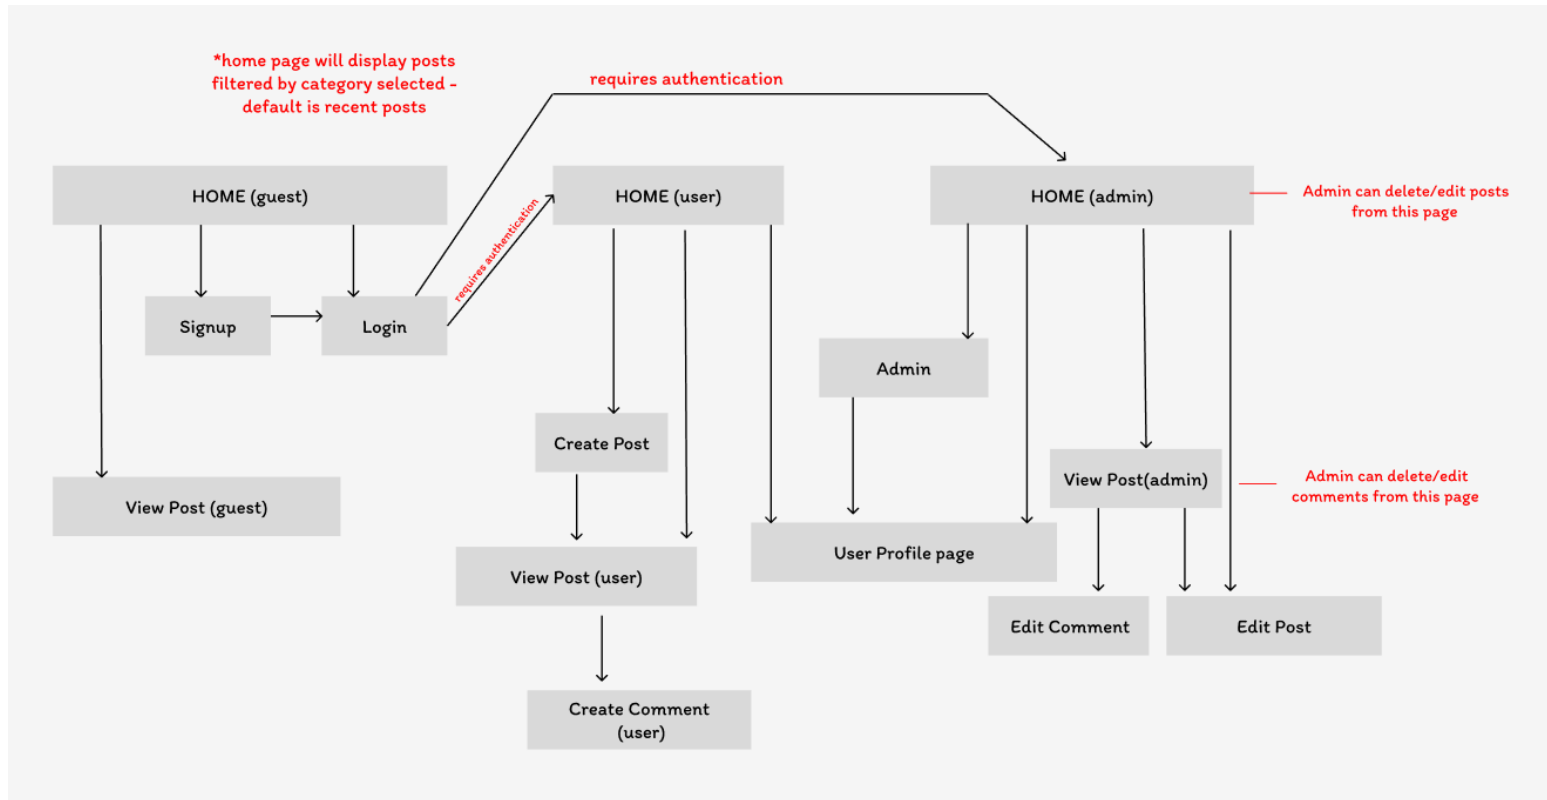 *home page will display posts
filtered by category selected -
default is recent posts
requires authentication
HOME (guest)
HOME (user)
HOME (admin)
Admin can delete/edit posts
from this page
requires authentication
Signup
Login
Admin
Create Post
View Post(admin)
Admin can delete/edit
comments from this page
View Post (guest)
User Profile page
View Post (user)
Edit Comment
Edit Post
Create Comment
(user)